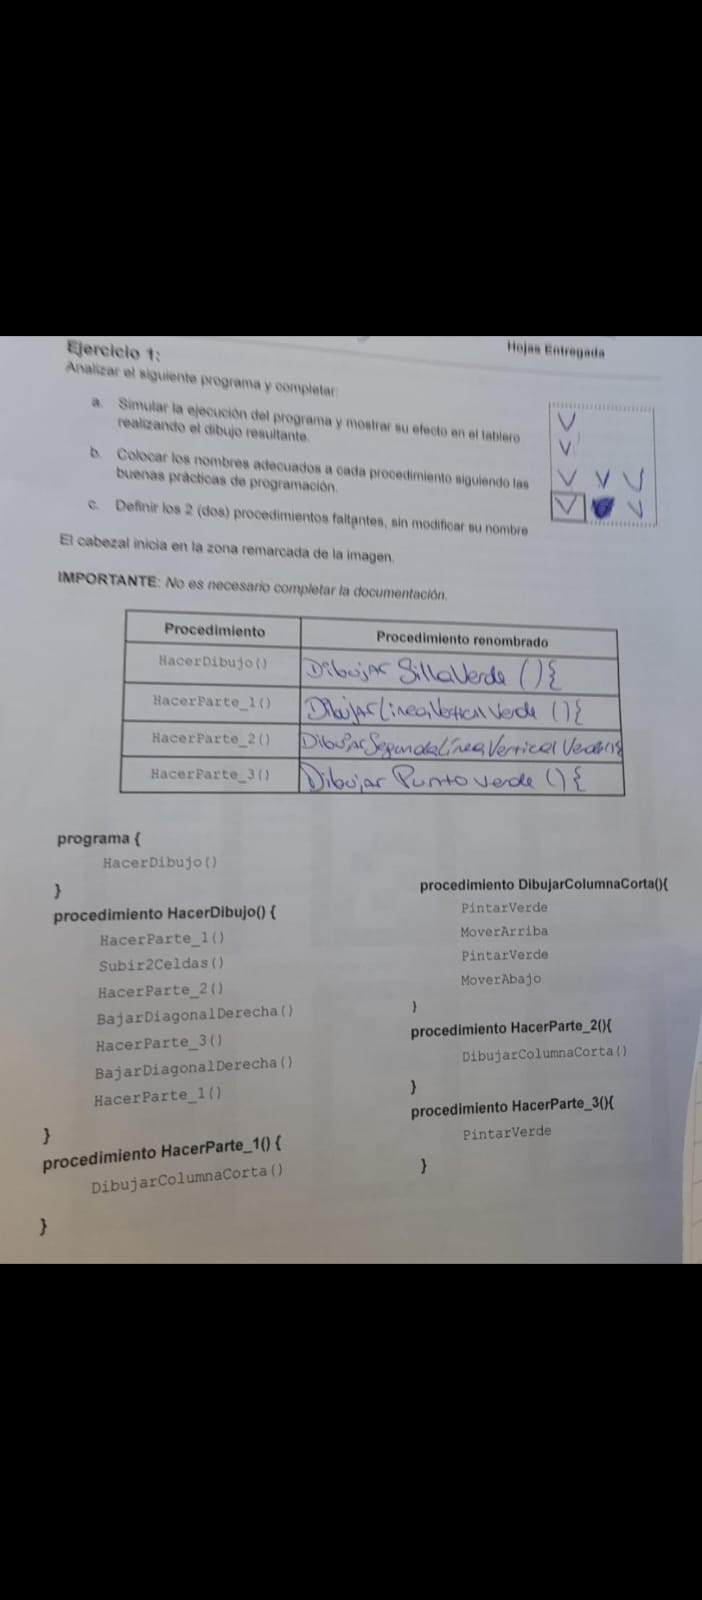 Hojas Entregada
Ejercicio 1:
Analizar el siguiente programa y completar:
a. Simular la ejecución del programa y mostrar su efecto en el tablero
realizando el dibujo resultante.
b. Colocar los nombres adecuados a cada procedimiento siguiendo las
buenas prácticas de programación.
c. Definir los 2 (dos) procedimientos faltantes, sin modificar su nombre
V
V
V V V
V V
El cabezal inicia en la zona remarcada de la imagen.
IMPORTANTE: No es necesario completar la documentación.
Procedimiento Procedimiento renombrado
HacerDibujo() Dibujar SillaVerde (){
HacerParte_1() DibujarLineaVertical Verde (){
HacerParte_2() DibujarSegundaLíneaVertical
HacerParte_3() Dibujar Punto verde (){
programa {
HacerDibujo()
}
procedimiento HacerDibujo() {
HacerParte_1()
Subir2Celdas()
HacerParte_2()
BajarDiagonalDerecha()
HacerParte_3()
BajarDiagonalDerecha()
HacerParte_1()
}
procedimiento HacerParte_1() {
DibujarColumnaCorta()
}
procedimiento DibujarColumnaCorta(){
PintarVerde
MoverArriba
PintarVerde
MoverAbajo
}
procedimiento HacerParte_2(){
DibujarColumnaCorta()
}
procedimiento HacerParte_3(){
PintarVerde
}